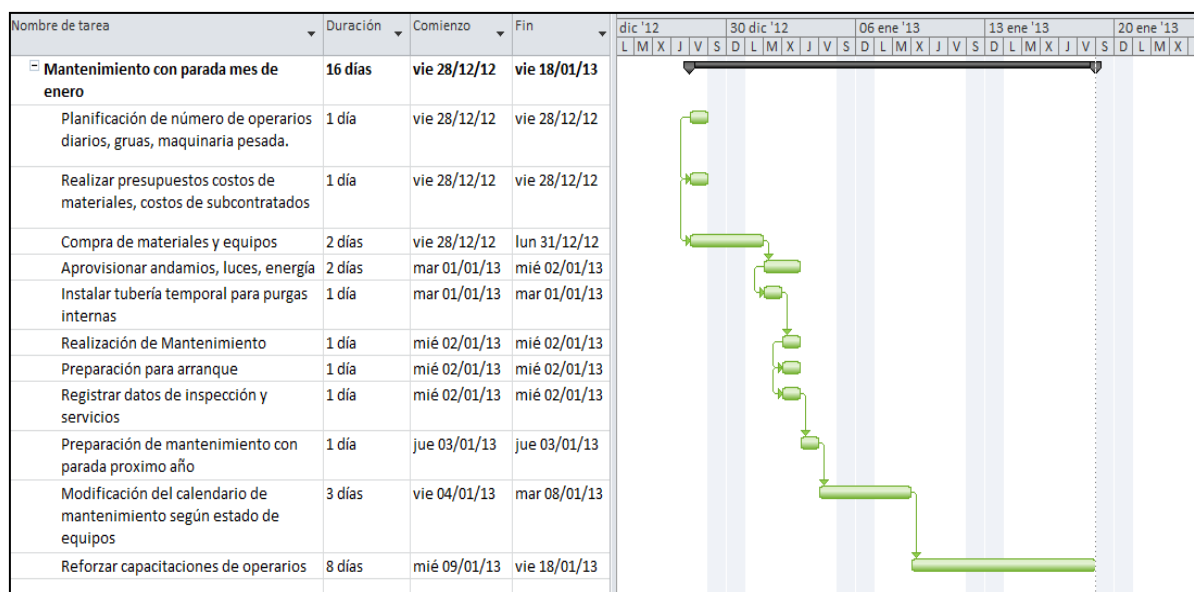 Nombre de tarea Duración Comienzo Fin dic '12 30 dic '12 06 ene '13 13 ene '13 20 ene '13
L M X J V S D L M X J V S D L M X J V S D L M X J V S D L M X
Mantenimiento con parada mes de 16 días vie 28/12/12 vie 18/01/13
enero
Planificación de número de operarios 1 día vie 28/12/12 vie 28/12/12
diarios, gruas, maquinaria pesada.
Realizar presupuestos costos de 1 día vie 28/12/12 vie 28/12/12
materiales, costos de subcontratados
Compra de materiales y equipos 2 días vie 28/12/12 lun 31/12/12
Aprovisionar andamios, luces, energía 2 días mar 01/01/13 mié 02/01/13
Instalar tubería temporal para purgas 1 día mar 01/01/13 mar 01/01/13
internas
Realización de Mantenimiento 1 día mié 02/01/13 mié 02/01/13
Preparación para arranque 1 día mié 02/01/13 mié 02/01/13
Registrar datos de inspección y 1 día mié 02/01/13 mié 02/01/13
servicios
Preparación de mantenimiento con 1 día jue 03/01/13 jue 03/01/13
parada proximo año
Modificación del calendario de 3 días vie 04/01/13 mar 08/01/13
mantenimiento según estado de
equipos
Reforzar capacitaciones de operarios 8 días mié 09/01/13 vie 18/01/13